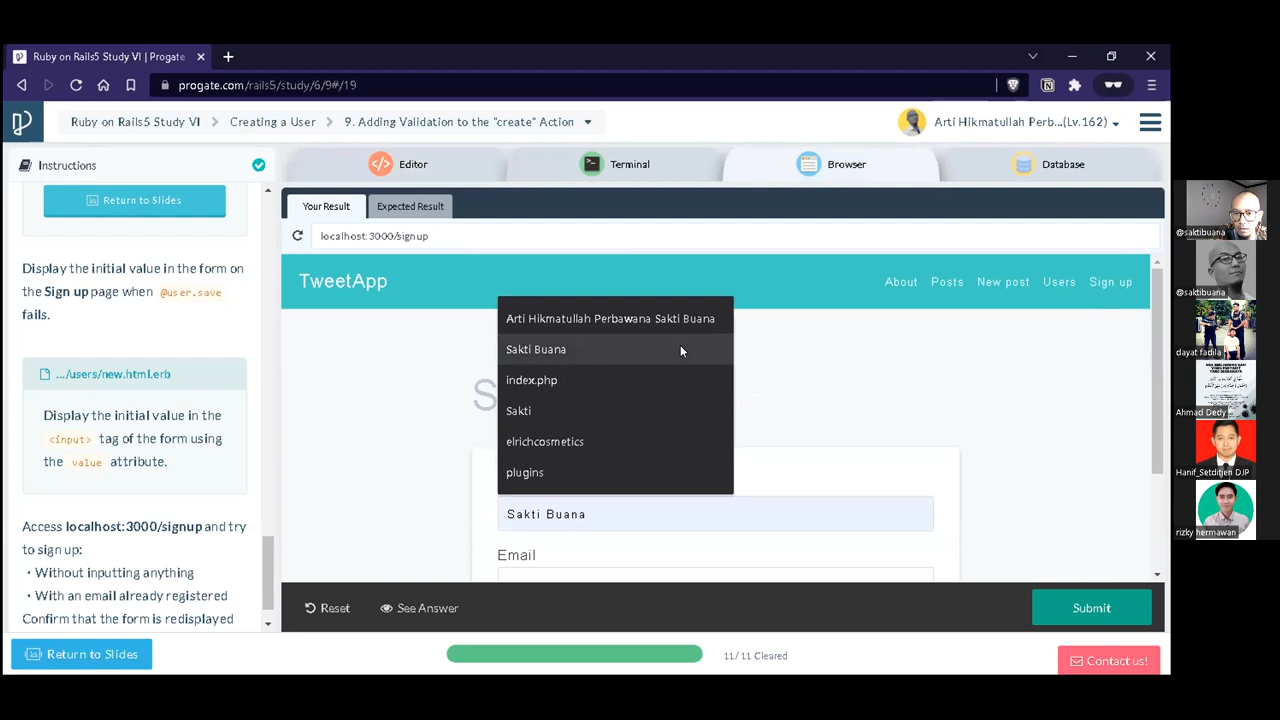 Ruby on Rails5 Study VI | Progate
progate.com/rails5/study/6/9#/19
Ruby on Rails5 Study VI
Creating a User
9. Adding Validation to the "create" Action
Arti Hikmatullah Perb...(Lv.162)
Instructions
Editor
Terminal
Browser
Database
Return to Slides
Your Result
Expected Result
localhost:3000/signup
Display the initial value in the form on
the Sign up page when @user.save
fails.
.../users/new.html.erb
Display the initial value in the
<input> tag of the form using
the value attribute.
Access localhost:3000/signup and try
to sign up:
・Without inputting anything
・With an email already registered
Confirm that the form is redisplayed
TweetApp
About
Posts
New post
Users
Sign up
S
Arti Hikmatullah Perbawana Sakti Buana
Sakti Buana
index.php
Sakti
elrichcosmetics
plugins
Sakti Buana
Email
Reset
See Answer
Submit
Return to Slides
11/11 Cleared
Contact us!
@saktibuana
@saktibuana
dayat fadila
Ahmad Dedy
Hanif_Setditjen DJP
rizky hermawan